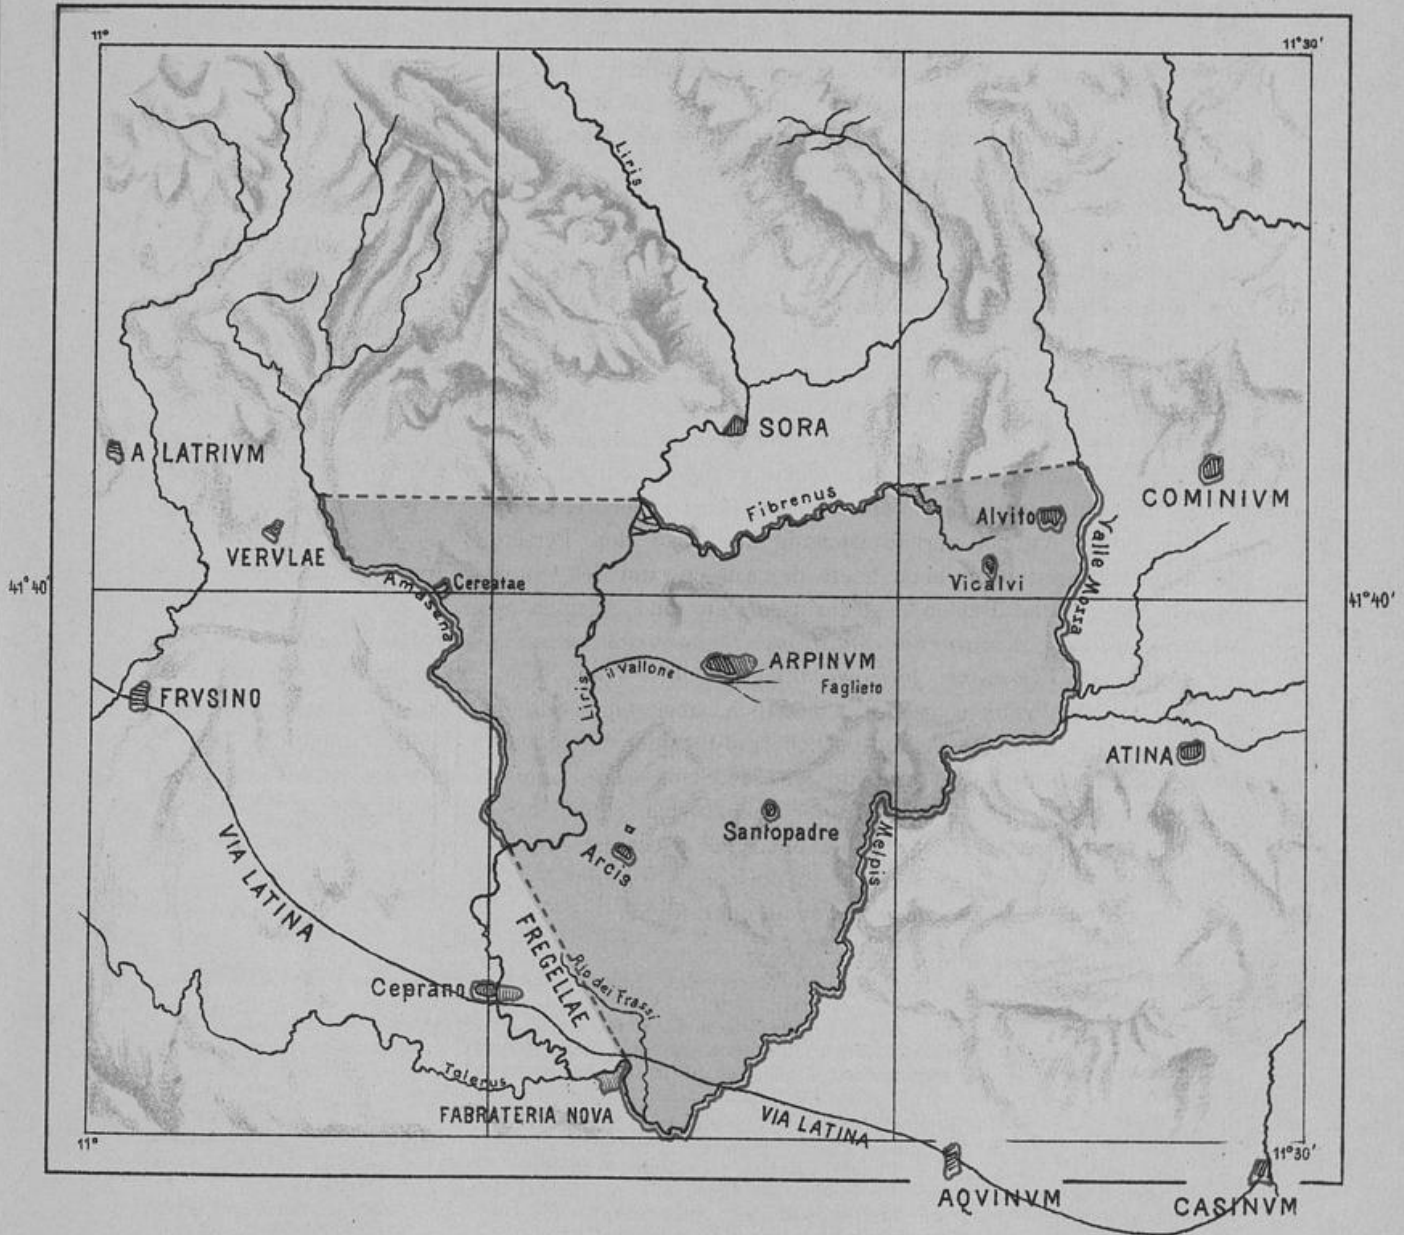 11°
11°30'
Liris
SORA
ALATRIVM
COMINIVM
Fibrenus
Alvito
VERVLAE
Valle Mozza
Cereatae
Vicalvi
Amasena
41°40'
41°40'
il Vallone
ARPINVM
Faglieto
FRVSINO
Liris
ATINA
Santopadre
VIA LATINA
Arcis
Melpis
FREGELLAE
Rio dei Frassi
Ceprano
Tolerus
FABRATERIA NOVA
VIA LATINA
11°
11°30'
AQVINVM
CASINVM